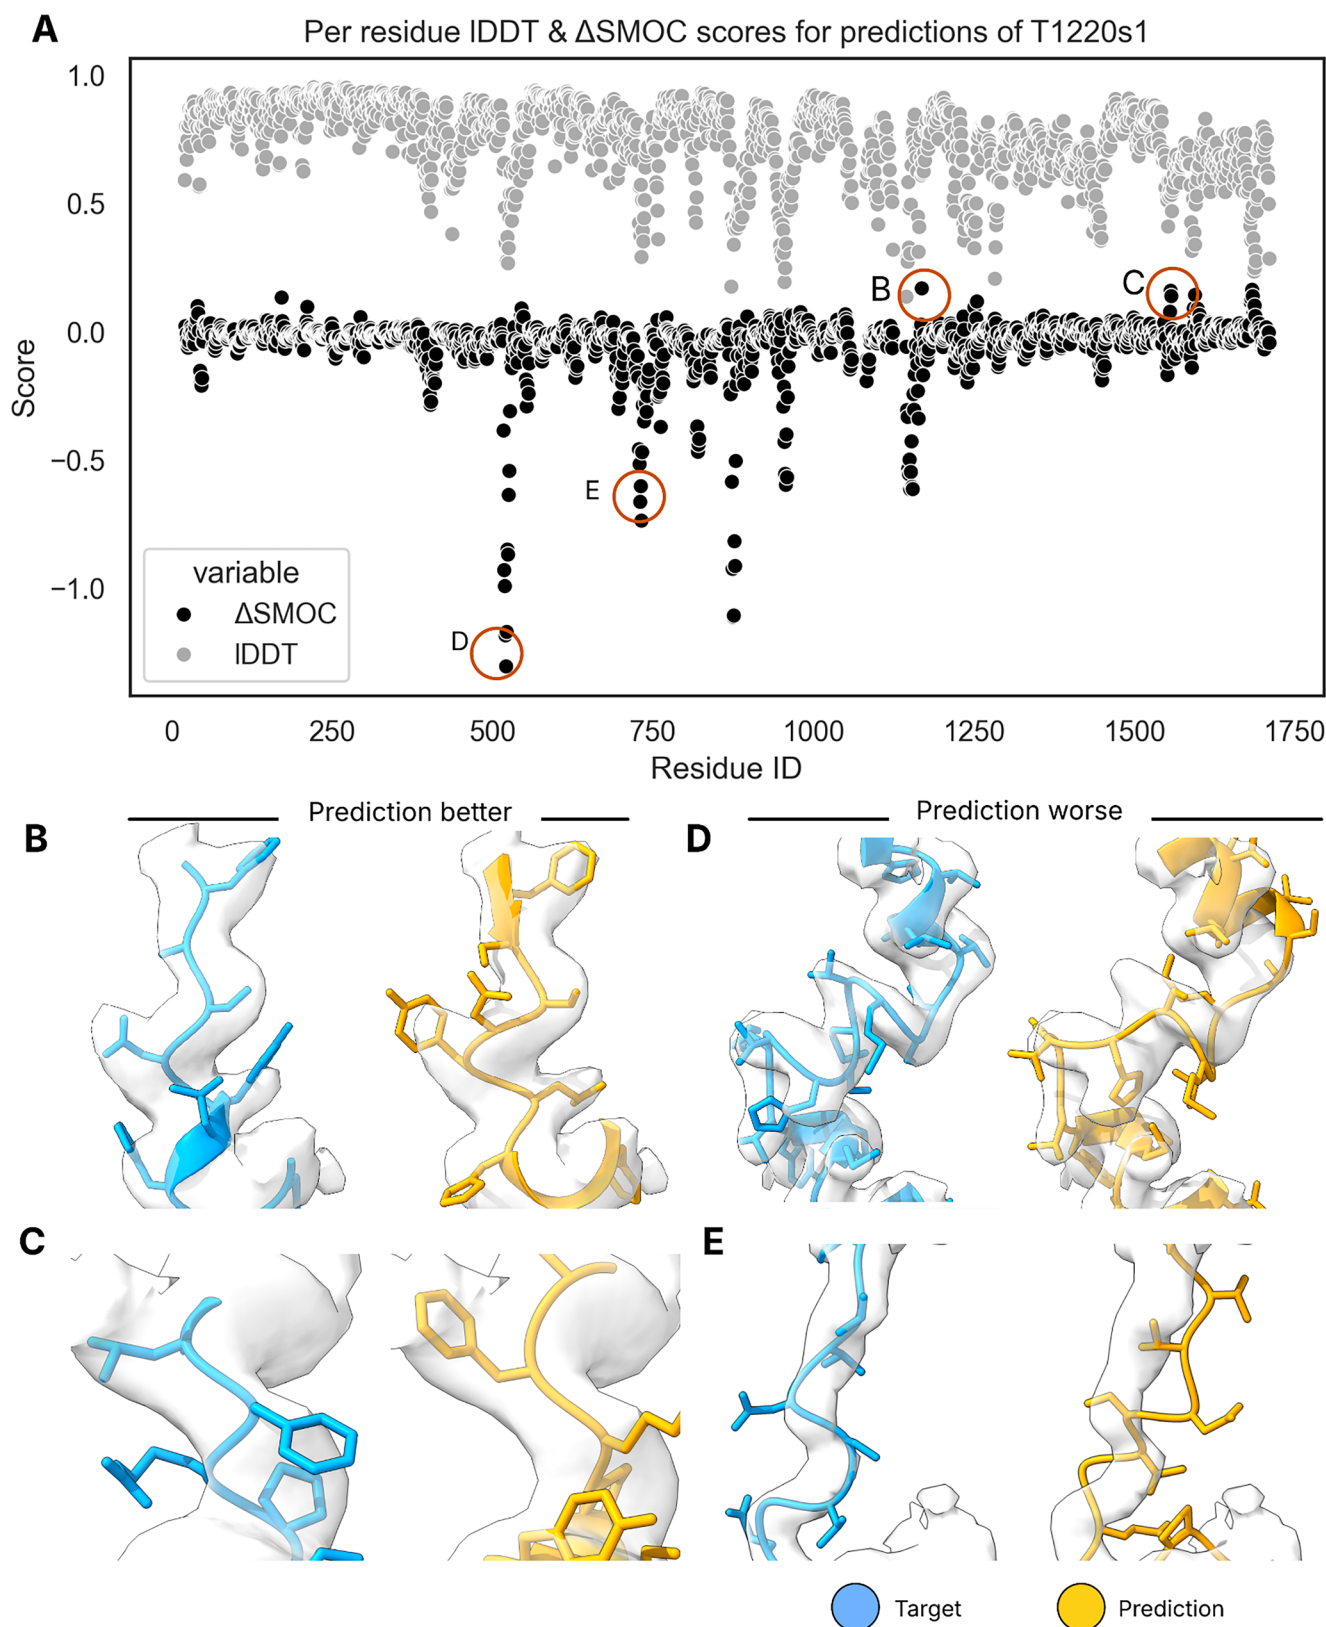 A
Per residue lDDT & ΔSMOC scores for predictions of T1220s1
1.0
0.5
0.0
−0.5
−1.0
Score
B
C
E
D
variable
ΔSMOC
lDDT
0 250 500 750 1000 1250 1500 1750
Residue ID
Prediction better
Prediction worse
B
D
C
E
Target
Prediction